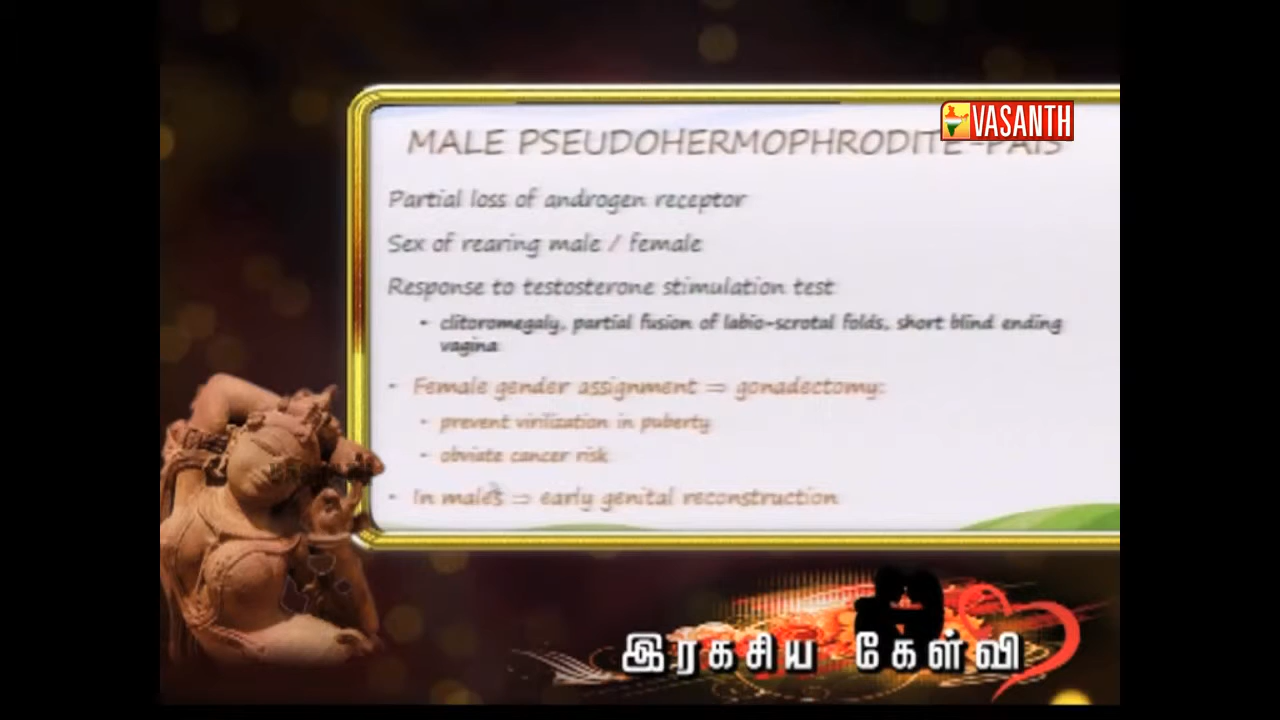 VASANTH
MALE PSEUDOHERMOPHRODITE -PAIS
Partial loss of androgen receptor
Sex of rearing male / female
Response to testosterone stimulation test
• clitoromegaly, partial fusion of labio-scrotal folds, short blind ending
vagina
• Female gender assignment ⇒ gonadectomy:
• prevent virilization in puberty
• obviate cancer risk
• In males ⇒ early genital reconstruction
இரகசிய கேள்வி